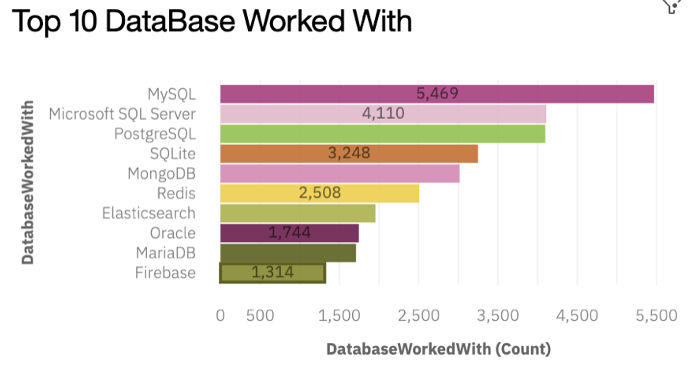 Top 10 DataBase Worked With
DatabaseWorkedWith
MySQL 5,469
Microsoft SQL Server 4,110
PostgreSQL
SQLite 3,248
MongoDB
Redis 2,508
Elasticsearch
Oracle 1,744
MariaDB
Firebase 1,314
0 500 1,500 2,500 3,500 4,500 5,500
DatabaseWorkedWith (Count)